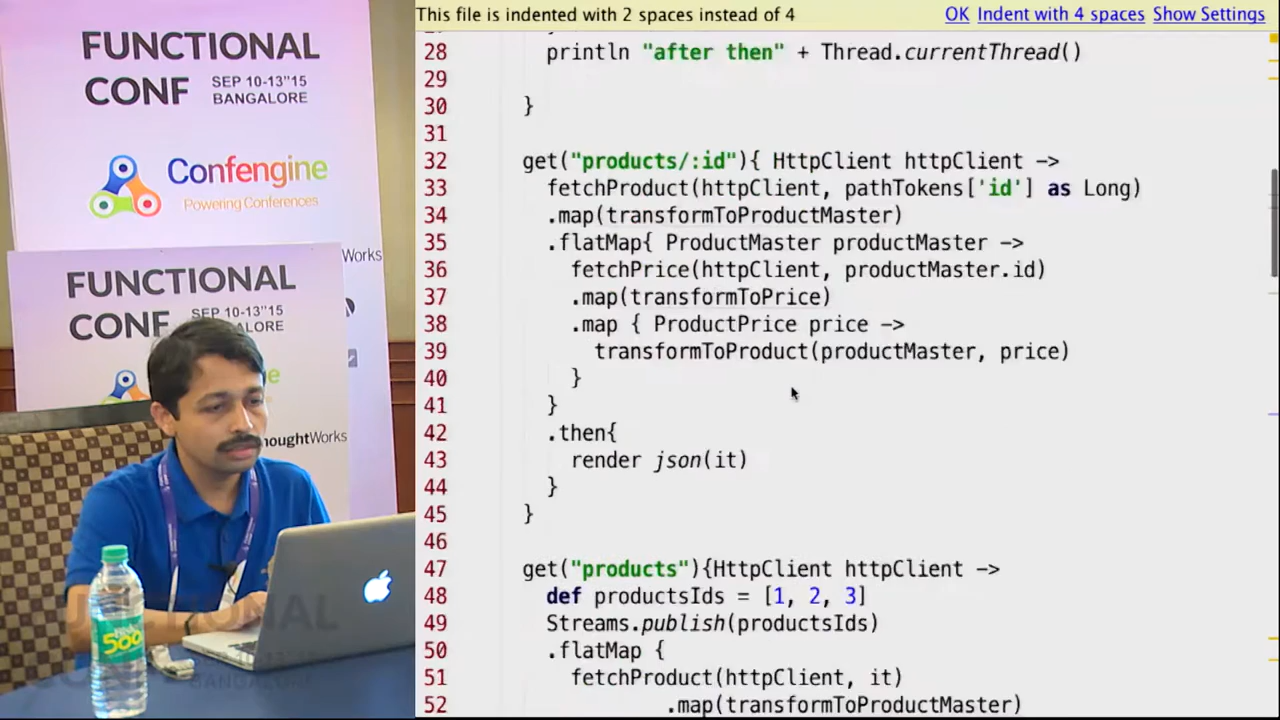 This file is indented with 2 spaces instead of 4
OK Indent with 4 spaces Show Settings
28 println "after then" + Thread.currentThread()
29
30 }
31
32 get("products/:id"){ HttpClient httpClient ->
33 fetchProduct(httpClient, pathTokens['id'] as Long)
34 .map(transformToProductMaster)
35 .flatMap{ ProductMaster productMaster ->
36 fetchPrice(httpClient, productMaster.id)
37 .map(transformToPrice)
38 .map { ProductPrice price ->
39 transformToProduct(productMaster, price)
40 }
41 }
42 .then{
43 render json(it)
44 }
45 }
46
47 get("products"){HttpClient httpClient ->
48 def productsIds = [1, 2, 3]
49 Streams.publish(productsIds)
50 .flatMap {
51 fetchProduct(httpClient, it)
52 .map(transformToProductMaster)
FUNCTIONAL
CONF
SEP 10-13"15
BANGALORE
Confengine
Powering Conferences
Works
FUNCTIONAL
CONF
SEP 10-13"15
ALORE
houghtWorks
500
UNCTIONAL
CON
BANGALOR